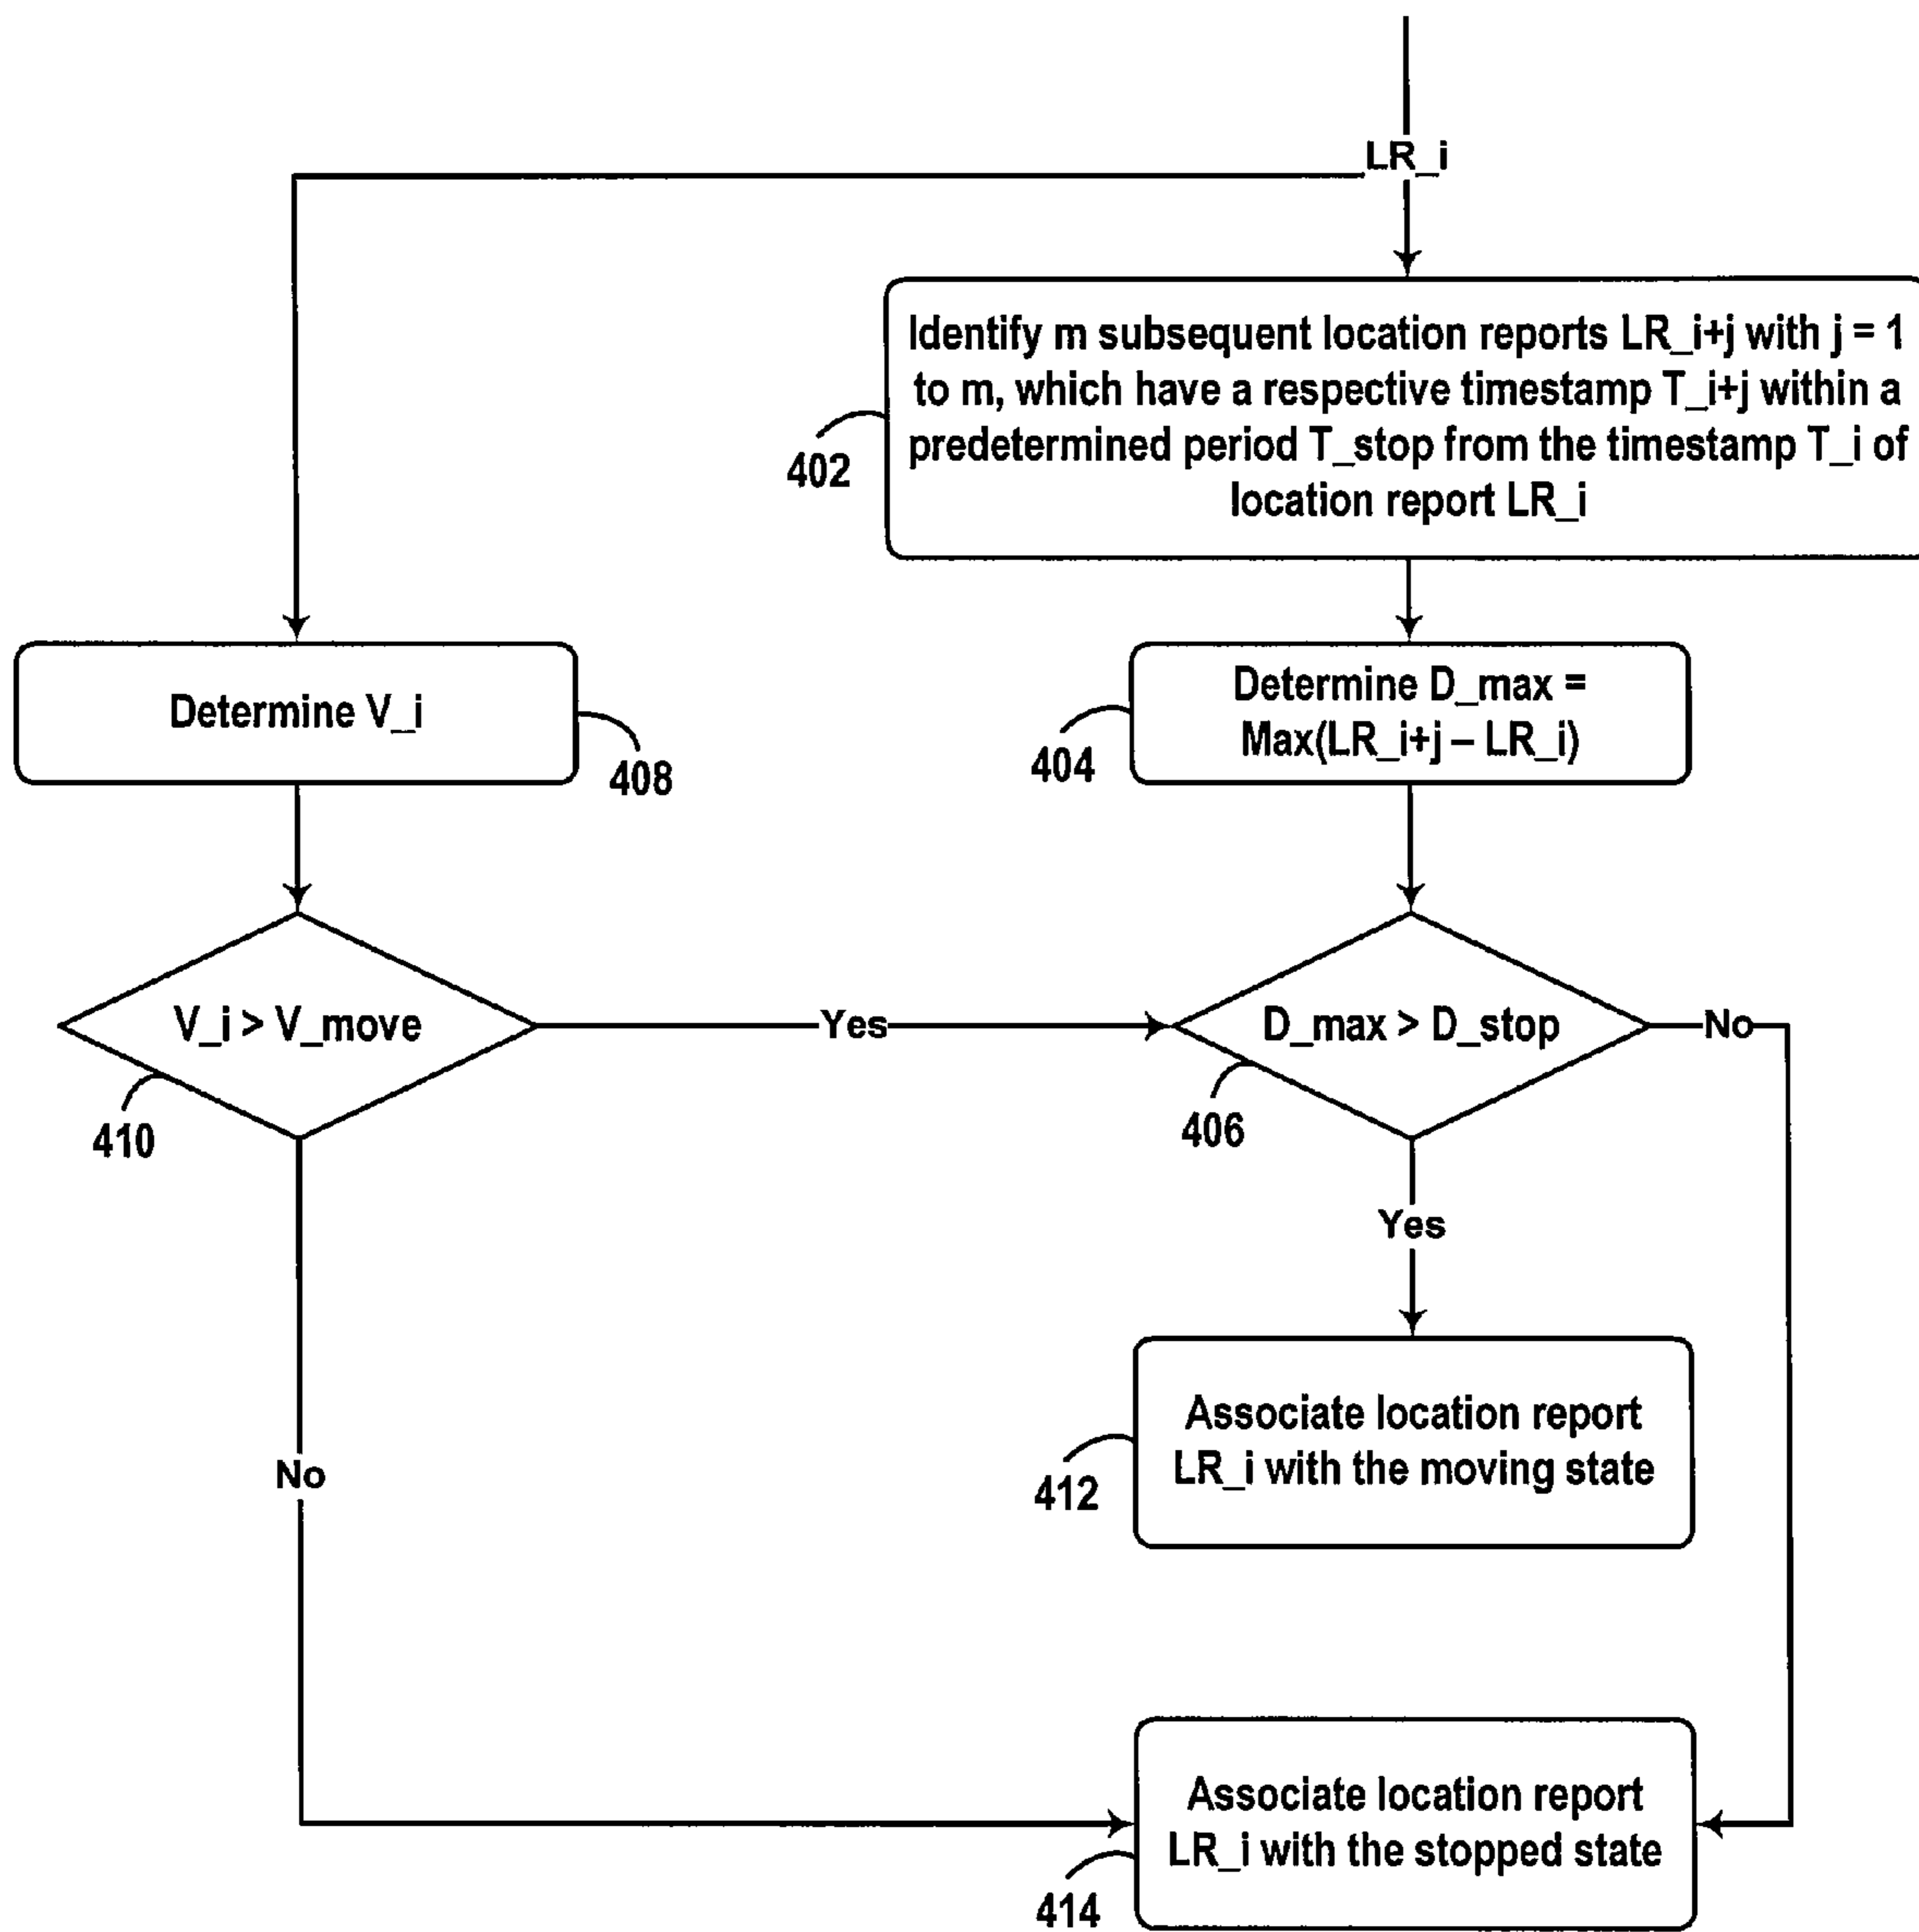 LR_i
Identify m subsequent location reports LR_i+j with j = 1
to m, which have a respective timestamp T_i+j within a
predetermined period T_stop from the timestamp T_i of
location report LR_i
402
Determine V_i
408
Determine D_max =
Max(LR_i+j – LR_i)
404
V_i > V_move
410
Yes
D_max > D_stop
406
No
Yes
Associate location report
LR_i with the moving state
412
No
Associate location report
LR_i with the stopped state
414